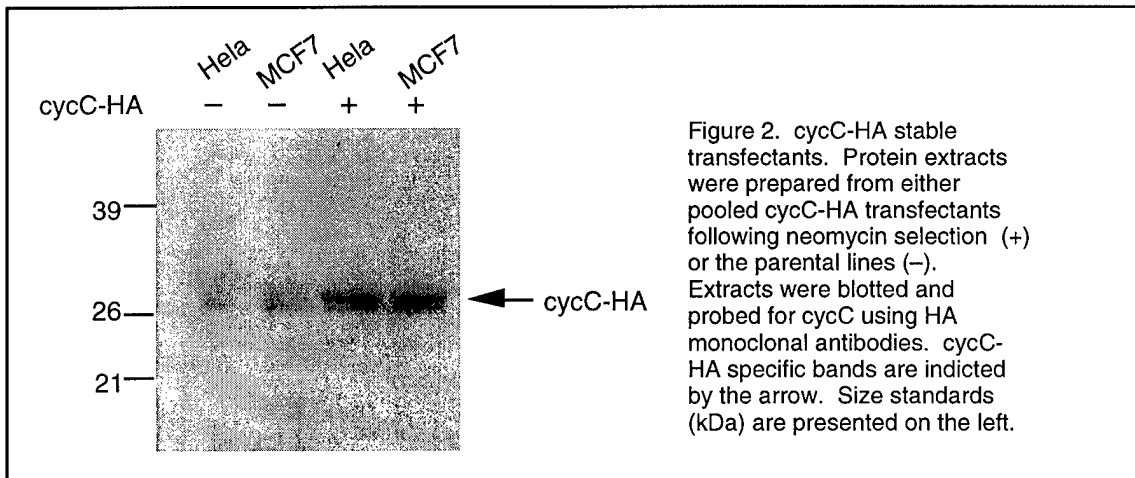 Hela MCF7 Hela MCF7
cycC-HA – – + +
39
26
21
cycC-HA
Figure 2. cycC-HA stable
transfectants. Protein extracts
were prepared from either
pooled cycC-HA transfectants
following neomycin selection (+)
or the parental lines (–).
Extracts were blotted and
probed for cycC using HA
monoclonal antibodies. cycC-
HA specific bands are indicted
by the arrow. Size standards
(kDa) are presented on the left.